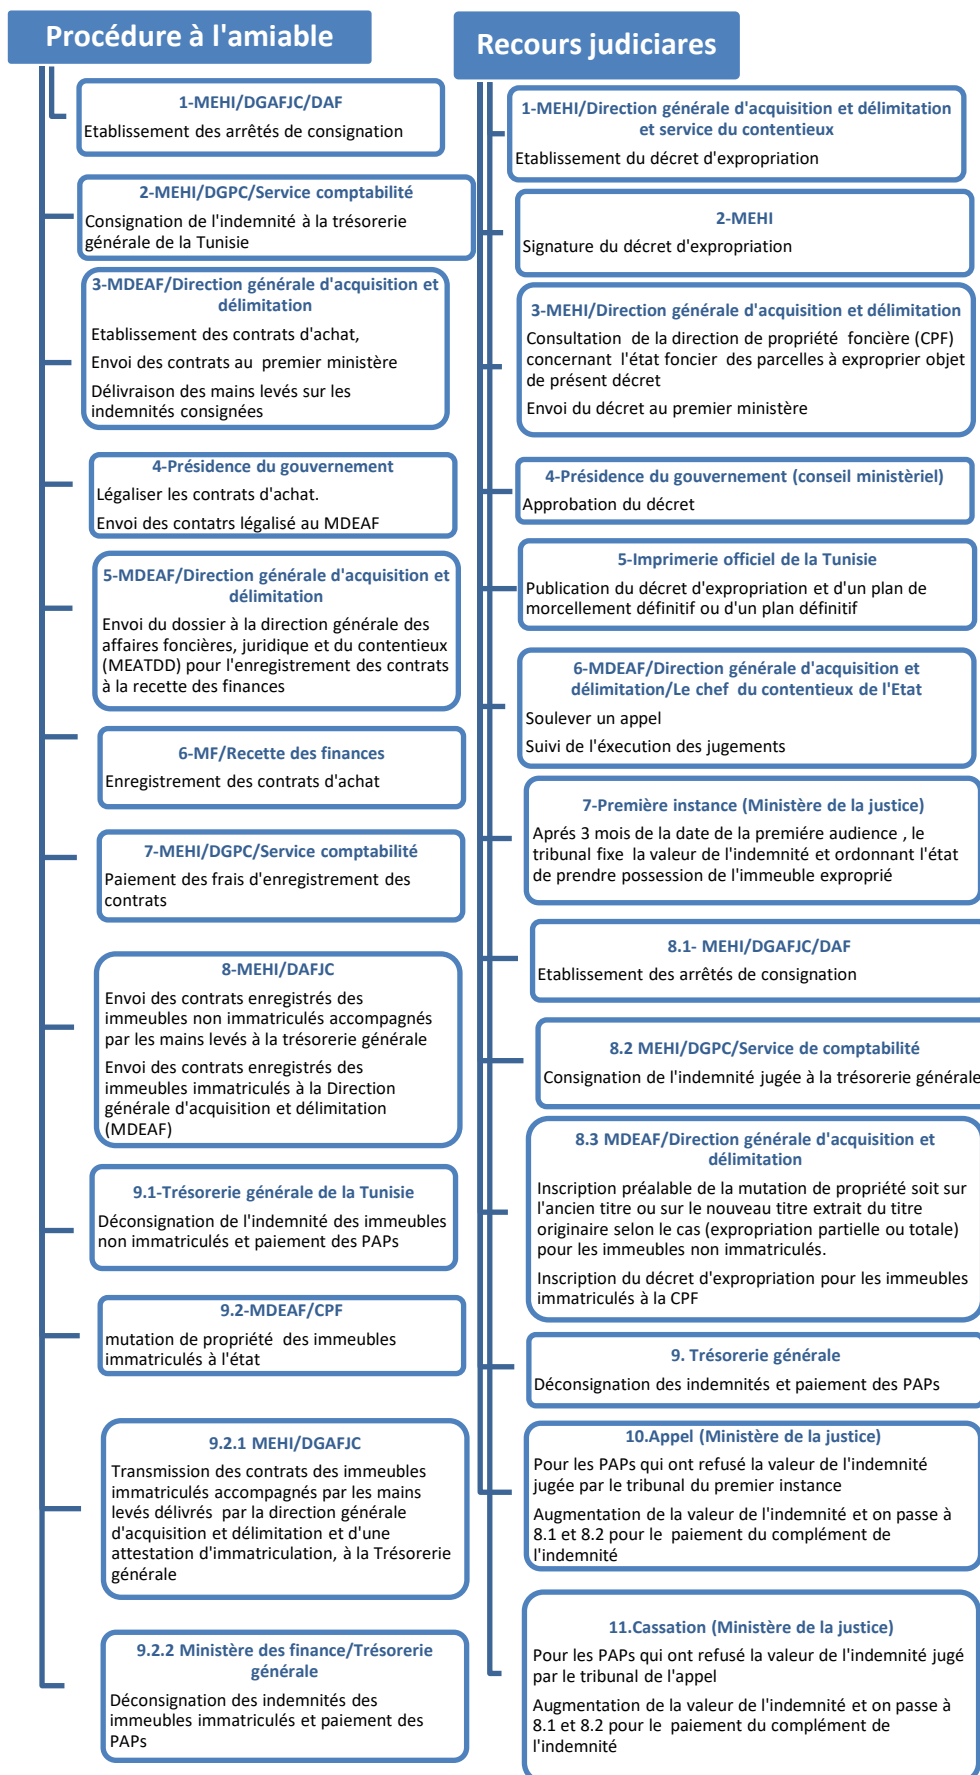 Procédure à l'amiable
1-MEHI/DGAFJC/DAF
Etablissement des arrêtés de consignation
2-MEHI/DGPC/Service comptabilité
Consignation de l'indemnité à la trésorerie
générale de la Tunisie
3-MDEAF/Direction générale d'acquisition et
délimitation
Etablissement des contrats d'achat,
Envoi des contrats au premier ministère
Délivraison des mains levés sur les
indemnités consignées
4-Présidence du gouvernement
Légaliser les contrats d'achat.
Envoi des contatrs légalisé au MDEAF
5-MDEAF/Direction générale d'acquisition et
délimitation
Envoi du dossier à la direction générale des
affaires foncières, juridique et du contentieux
(MEATDD) pour l'enregistrement des contrats
à la recette des finances
6-MF/Recette des finances
Enregistrement des contrats d'achat
7-MEHI/DGPC/Service comptabilité
Paiement des frais d'enregistrement des
contrats
8-MEHI/DAFJC
Envoi des contrats enregistrés des
immeubles non immatriculés accompagnés
par les mains levés à la trésorerie générale
Envoi des contrats enregistrés des
immeubles immatriculés à la Direction
générale d'acquisition et délimitation
(MDEAF)
9.1-Trésorerie générale de la Tunisie
Déconsignation de l'indemnité des immeubles
non immatriculés et paiement des PAPs
9.2-MDEAF/CPF
mutation de propriété des immeubles
immatriculés à l'état
9.2.1 MEHI/DGAFJC
Transmission des contrats des immeubles
immatriculés accompagnés par les mains
levés délivrés par la direction générale
d'acquisition et délimitation et d'une
attestation d'immatriculation, à la Trésorerie
générale
9.2.2 Ministère des finance/Trésorerie
générale
Déconsignation des indemnités des
immeubles immatriculés et paiement des
PAPs
Recours judiciares
1-MEHI/Direction générale d'acquisition et délimitation
et service du contentieux
Etablissement du décret d'expropriation
2-MEHI
Signature du décret d'expropriation
3-MEHI/Direction générale d'acquisition et délimitation
Consultation de la direction de propriété foncière (CPF)
concernant l'état foncier des parcelles à exproprier objet
de présent décret
Envoi du décret au premier ministère
4-Présidence du gouvernement (conseil ministèriel)
Approbation du décret
5-Imprimerie officiel de la Tunisie
Publication du décret d'expropriation et d'un plan de
morcellement définitif ou d'un plan définitif
6-MDEAF/Direction générale d'acquisition et
délimitation/Le chef du contentieux de l'Etat
Soulever un appel
Suivi de l'éxecution des jugements
7-Première instance (Ministère de la justice)
Aprés 3 mois de la date de la premiére audience , le
tribunal fixe la valeur de l'indemnité et ordonnant l'état
de prendre possession de l'immeuble exproprié
8.1- MEHI/DGAFJC/DAF
Etablissement des arrêtés de consignation
8.2 MEHI/DGPC/Service de comptabilité
Consignation de l'indemnité jugée à la trésorerie générale
8.3 MDEAF/Direction générale d'acquisition et
délimitation
Inscription préalable de la mutation de propriété soit sur
l'ancien titre ou sur le nouveau titre extrait du titre
originaire selon le cas (expropriation partielle ou totale)
pour les immeubles non immatriculés.
Inscription du décret d'expropriation pour les immeubles
immatriculés à la CPF
9. Trésorerie générale
Déconsignation des indemnités et paiement des PAPs
10.Appel (Ministère de la justice)
Pour les PAPs qui ont refusé la valeur de l'indemnité
jugée par le tribunal du premier instance
Augmentation de la valeur de l'indemnité et on passe à
8.1 et 8.2 pour le paiement du complément de
l'indemnité
11.Cassation (Ministère de la justice)
Pour les PAPs qui ont refusé la valeur de l'indemnité jugé
par le tribunal de l'appel
Augmentation de la valeur de l'indemnité et on passe à
8.1 et 8.2 pour le paiement du complément de
l'indemnité